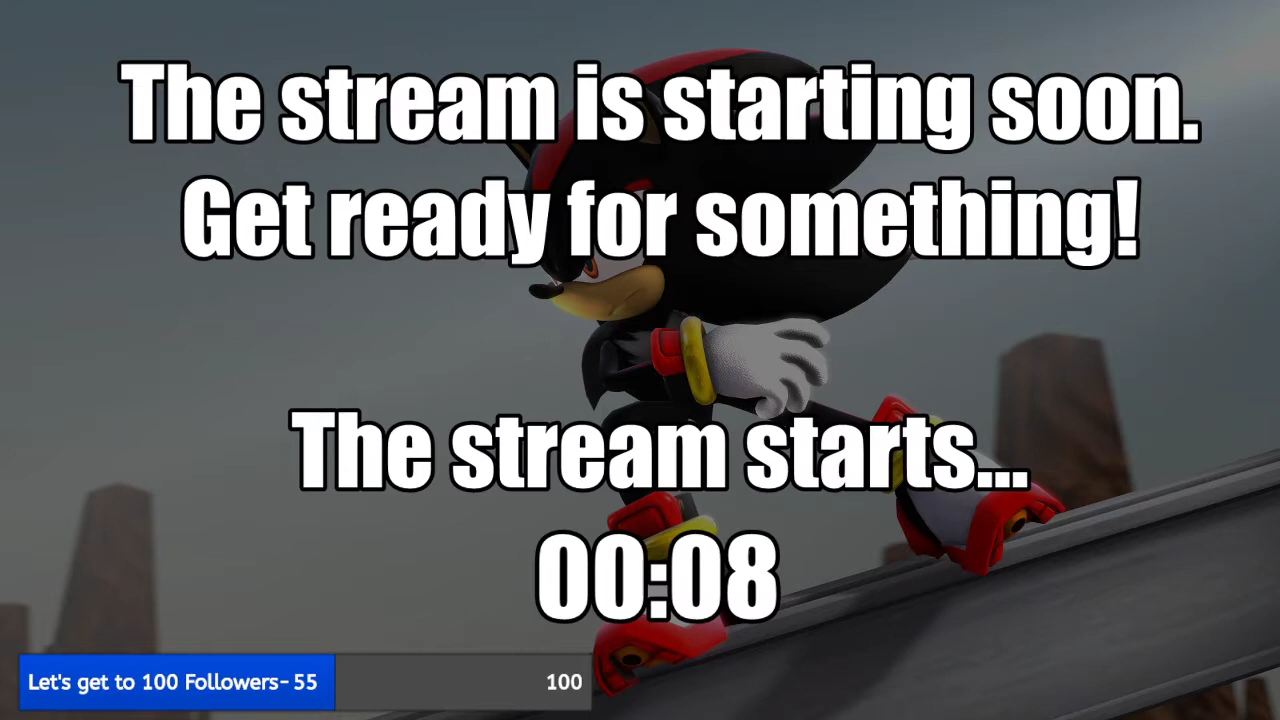 The stream is starting soon.
Get ready for something!
The stream starts...
00:08
Let's get to 100 Followers- 55 100